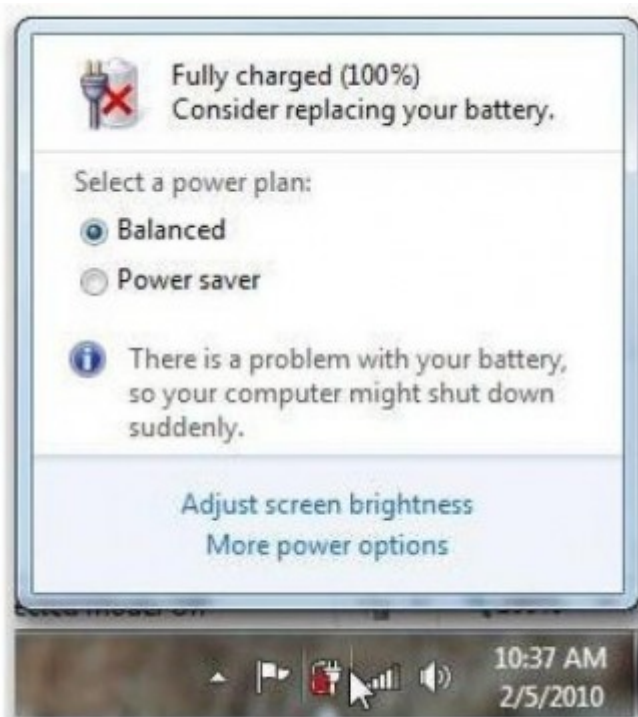 Fully charged (100%)
Consider replacing your battery.
Select a power plan:
Balanced
Power saver
There is a problem with your battery,
so your computer might shut down
suddenly.
Adjust screen brightness
More power options
10:37 AM
2/5/2010